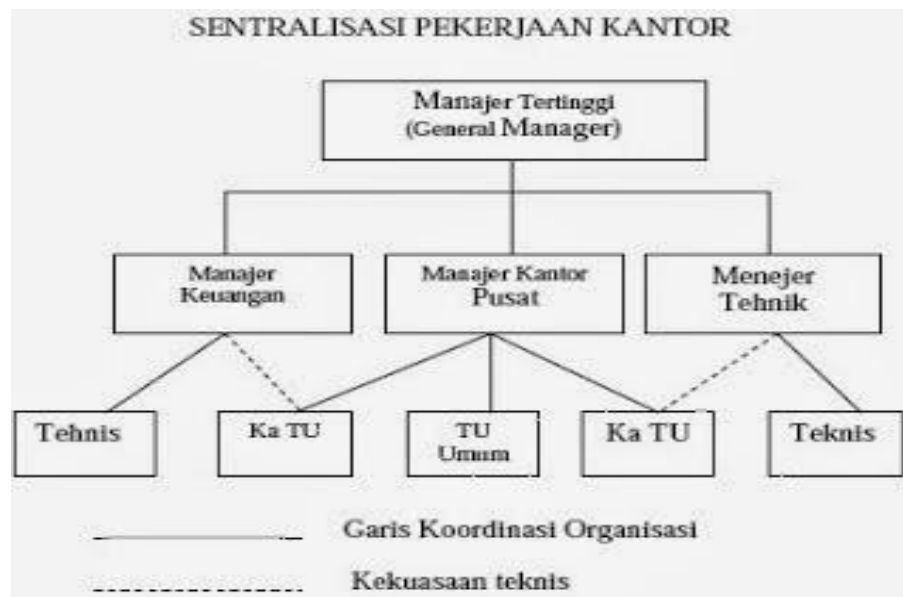 SENTRALISASI PEKERJAAN KANTOR
Manajer Tertinggi
(General Manager)
Manajer
Keuangan
Manajer Kantor
Pusat
Menejer
Tehnik
Tehnis
Ka TU
TU
Umum
Ka TU
Teknis
Garis Koordinasi Organisasi
Kekuasaan teknis